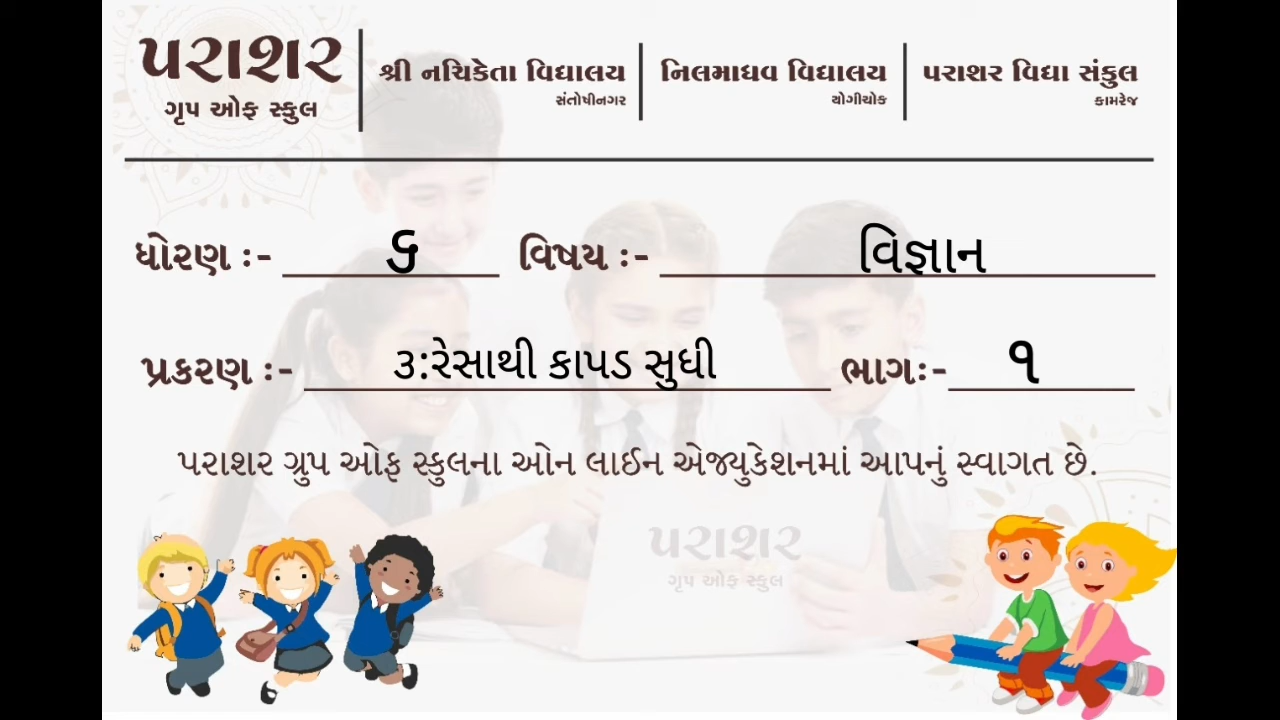 પરાશર
ગૃપ ઓફ સ્કુલ
શ્રી નચિકેતા વિદ્યાલય
સંતોષીનગર
નિલમાધવ વિદ્યાલય
યોગીચોક
પરાશર વિદ્યા સંકુલ
કામરેજ
ધોરણ :- ૬ વિષય :- વિજ્ઞાન
પ્રકરણ :- ૩:રેસાથી કાપડ સુધી ભાગઃ- ૧
પરાશર ગ્રુપ ઓફ સ્કુલના ઓન લાઈન એજ્યુકેશનમાં આપનું સ્વાગત છે.
પરાશર
ગૃપ ઓફ સ્કુલ